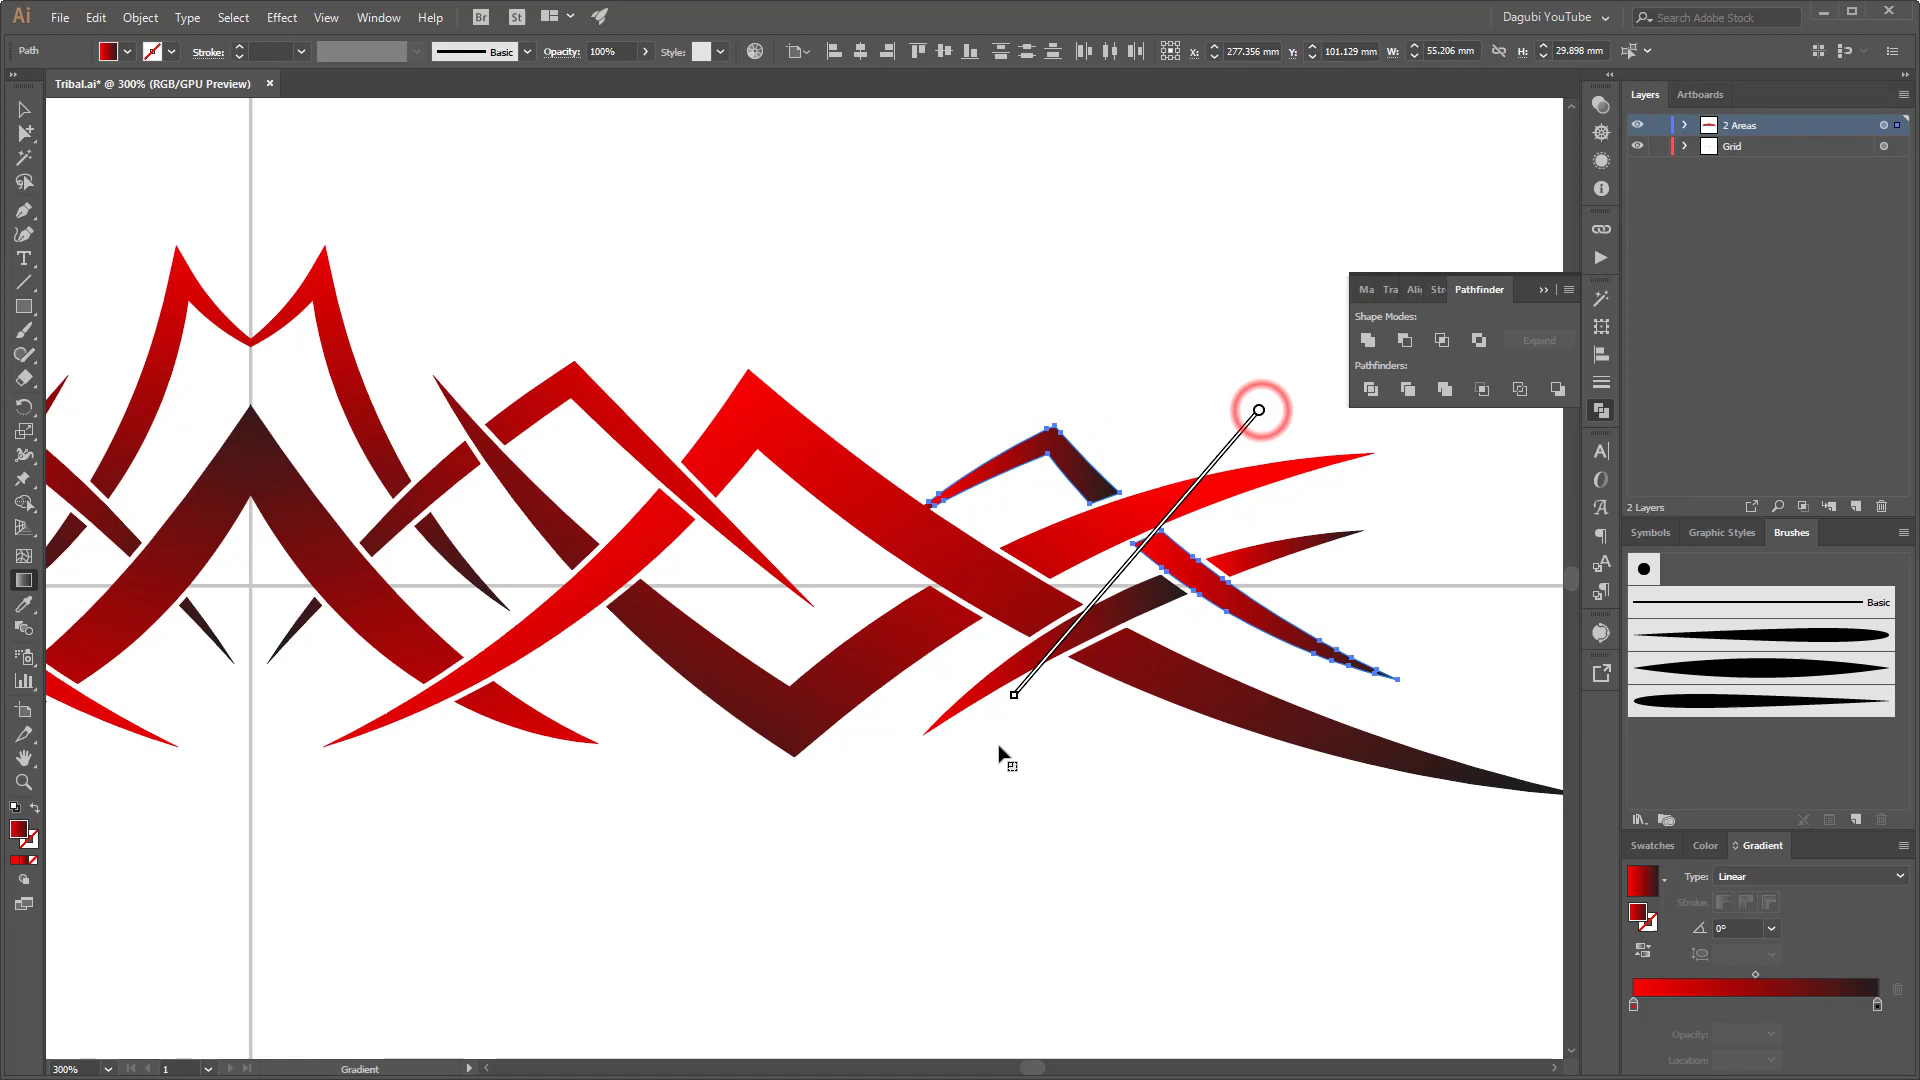 Ai File Edit Object Type Select Effect View Window Help Br St Dagubi YouTube Search Adobe Stock
Path Stroke: Basic Opacity: 100% Style: X: 277.356 mm Y: 101.129 mm W: 55.206 mm H: 29.898 mm
Tribal.ai* @ 300% (RGB/GPU Preview)
Layers Artboards
2 Areas
Grid
Ma Tra Ali Str Pathfinder
Shape Modes:
Expand
Pathfinders:
2 Layers
Symbols Graphic Styles Brushes
Basic
Swatches Color Gradient
Type: Linear
Stroke:
0°
Opacity:
Location:
300% 1 Gradient